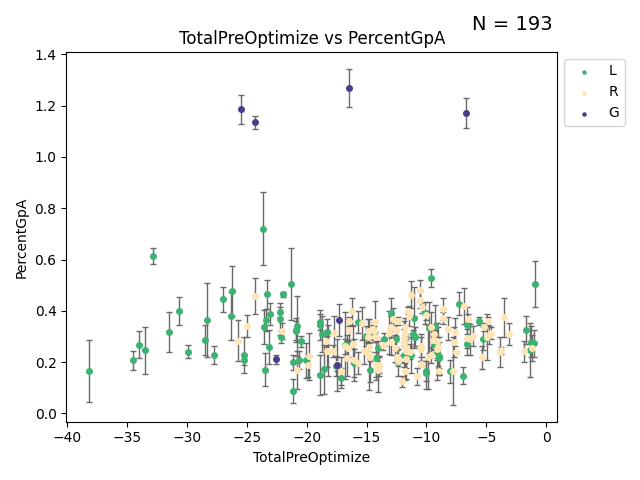 N = 193
TotalPreOptimize vs PercentGpA
L
R
G
PercentGpA
1.4
1.2
1.0
0.8
0.6
0.4
0.2
0.0
−40 −35 −30 −25 −20 −15 −10 −5 0
TotalPreOptimize